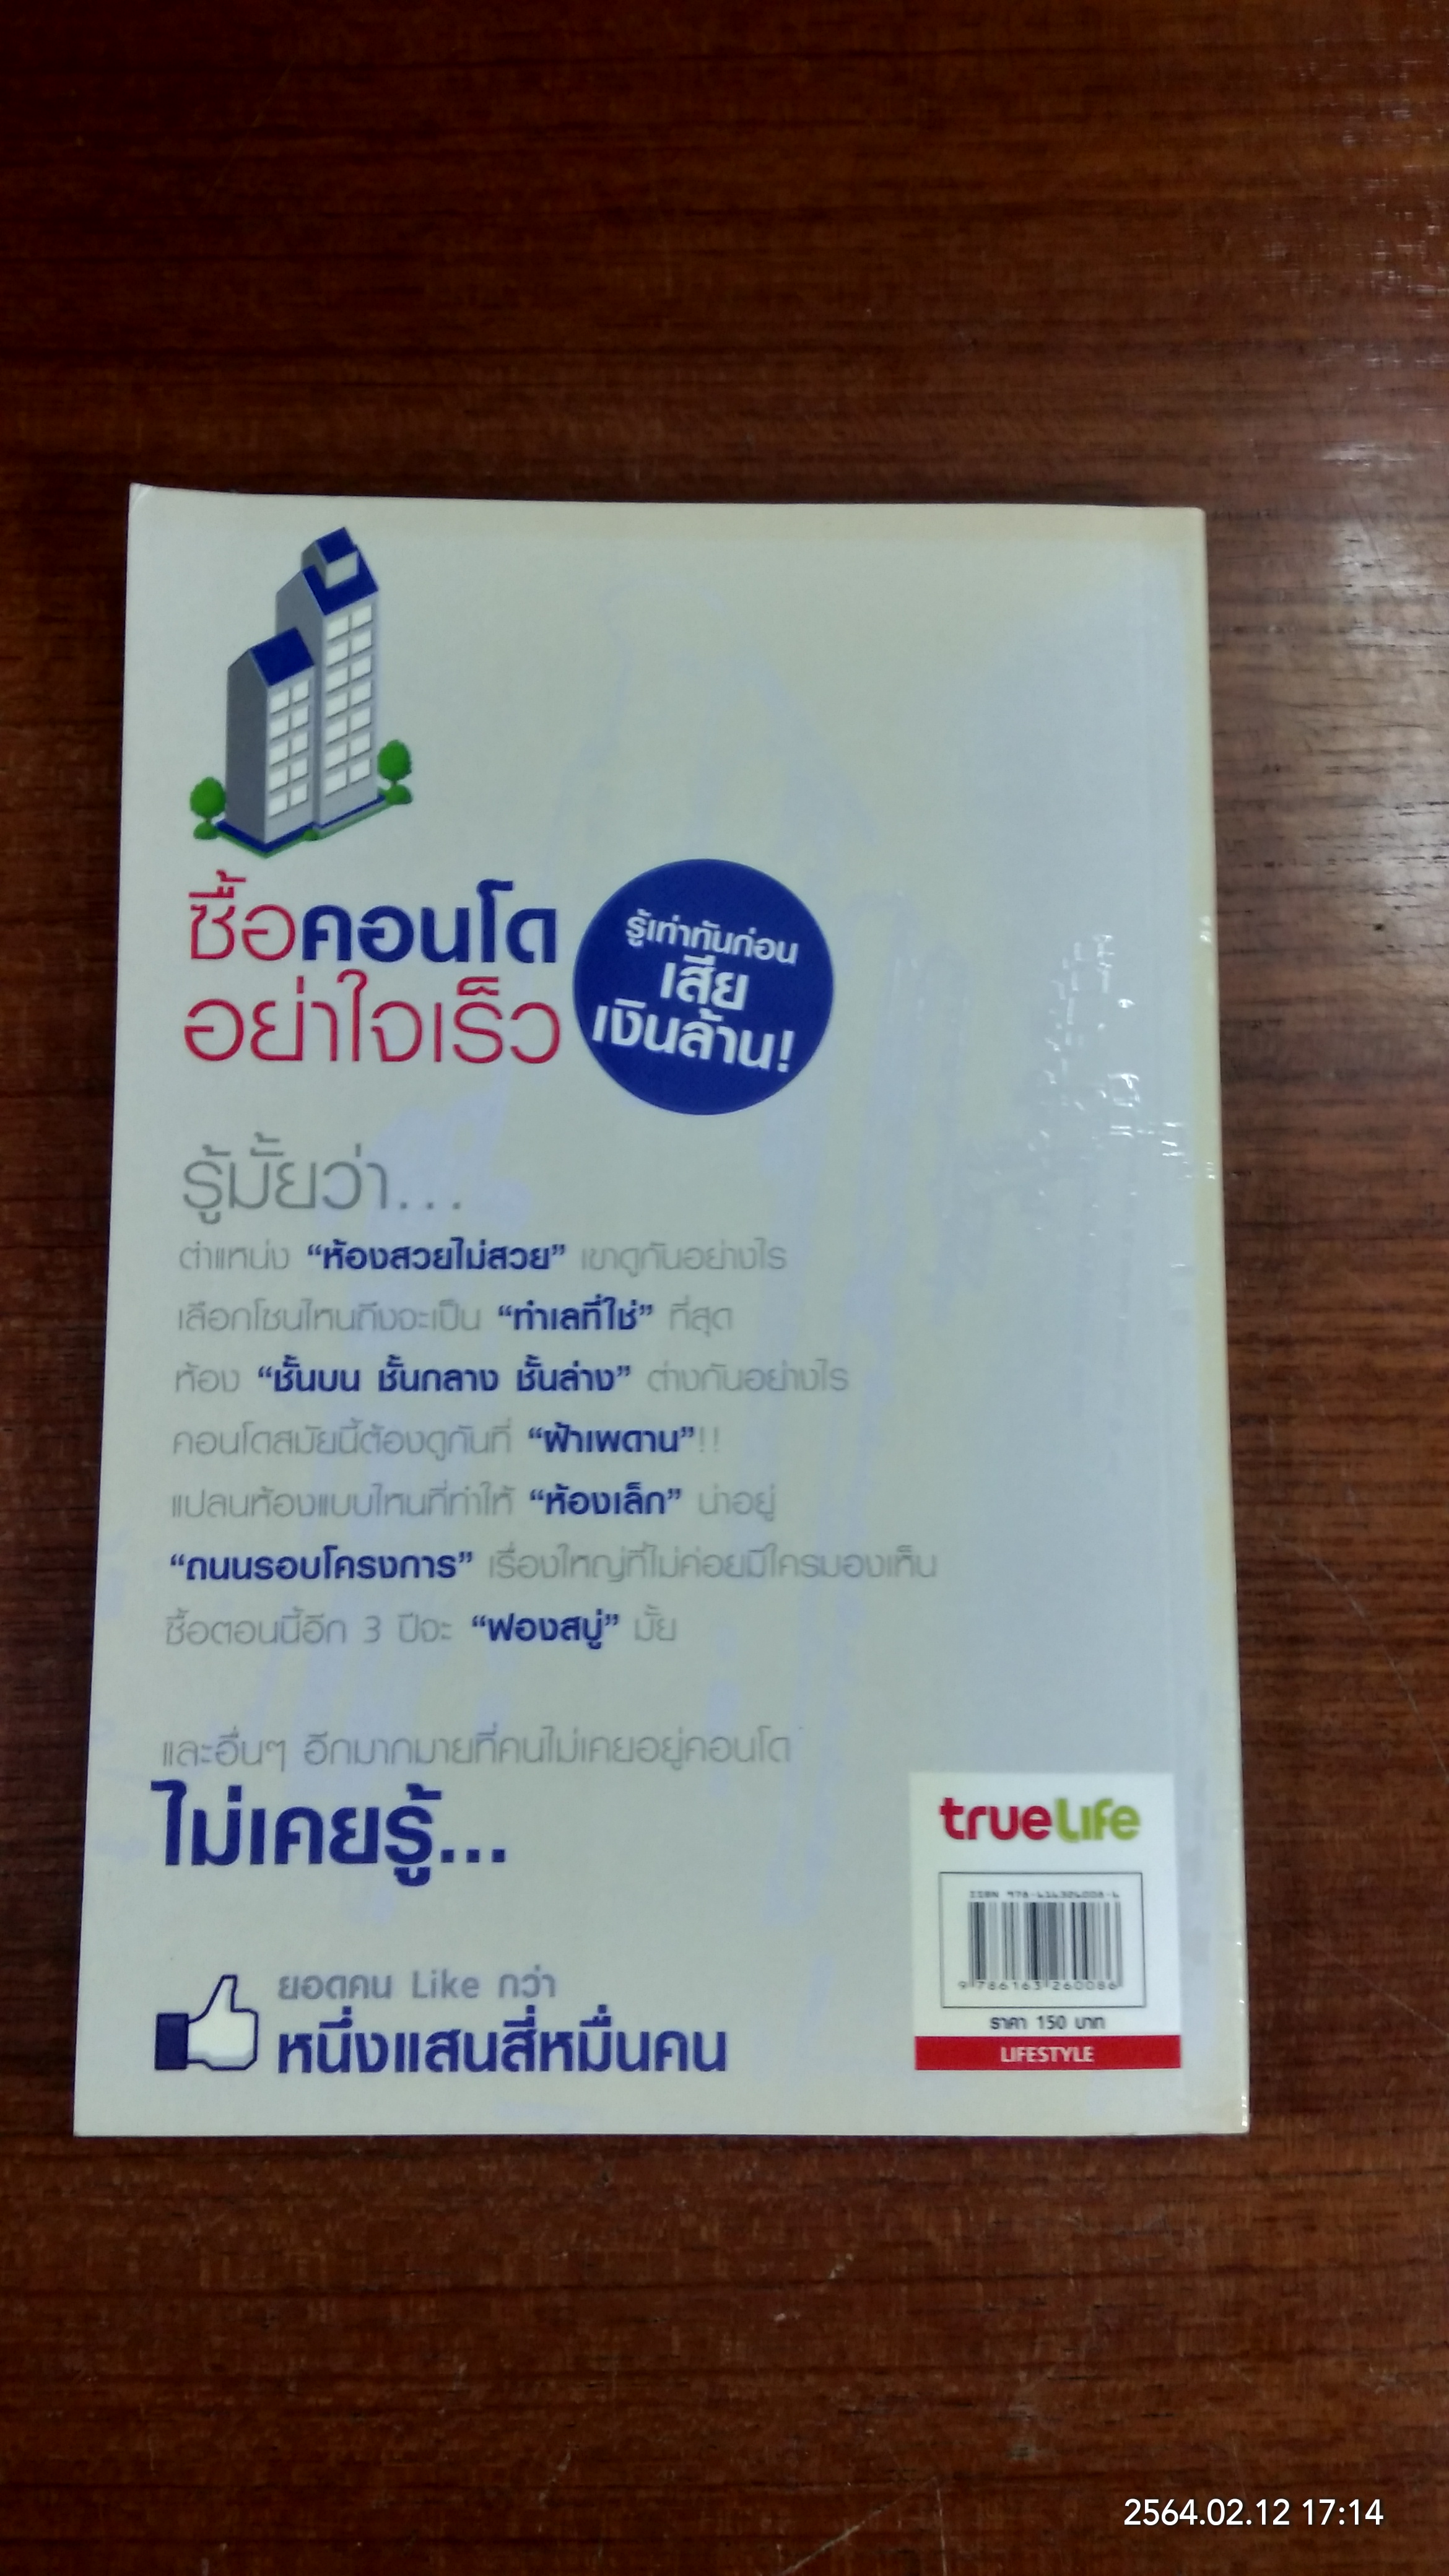 ซื้อคอนโด
อย่าใจเร็ว
รู้เท่าทันก่อน
เสีย
เงินล้าน!
รู้มั้ยว่า...
ตำแหน่ง “ห้องสวยไม่สวย” เขาดูกันอย่างไร
เลือกโซนไหนถึงจะเป็น “ทำเลที่ใช่” ที่สุด
ห้อง “ชั้นบน ชั้นกลาง ชั้นล่าง” ต่างกันอย่างไร
คอนโดสมัยนี้ต้องดูกันที่ “ฝ้าเพดาน”!!
แปลนห้องแบบไหนที่ทำให้ “ห้องเล็ก” น่าอยู่
“ถนนรอบโครงการ” เรื่องใหญ่ที่ไม่ค่อยมีใครมองเห็น
ซื้อตอนนี้อีก 3 ปีจะ “ฟองสบู่” มั้ย
และอื่นๆ อีกมากมายที่คนไม่เคยอยู่คอนโด
ไม่เคยรู้...
ยอดคน Like กว่า
หนึ่งแสนสี่หมื่นคน
truelife
ISBN
9 786163 260086
ราคา 150 บาท
LIFESTYLE
2564.02.12 17:14